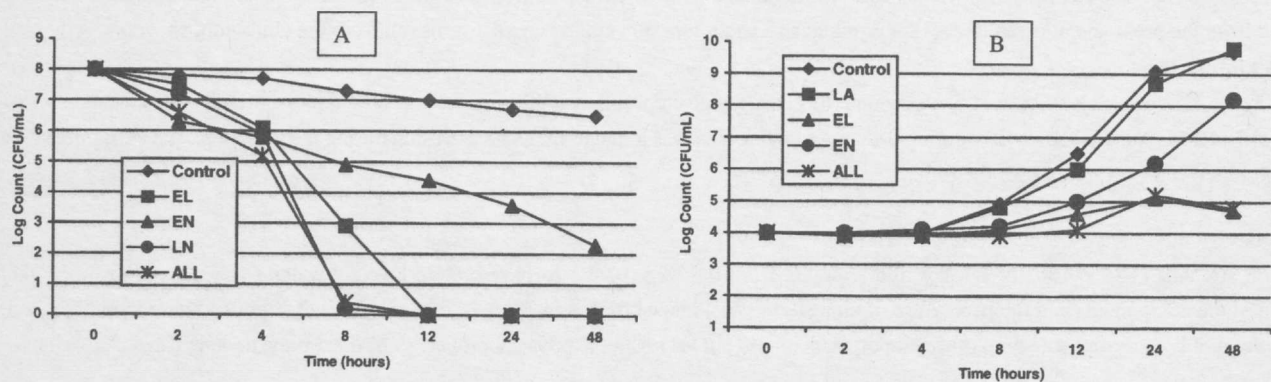 A
Log Count (CFU/mL)
9
8
7
6
5
4
3
2
1
0
Control
EL
EN
LN
ALL
0 2 4 8 12 24 48
Time (hours)
B
Log Count (CFU/mL)
10
9
8
7
6
5
4
3
2
1
Control
LA
EL
EN
ALL
0 2 4 8 12 24 48
Time (hours)